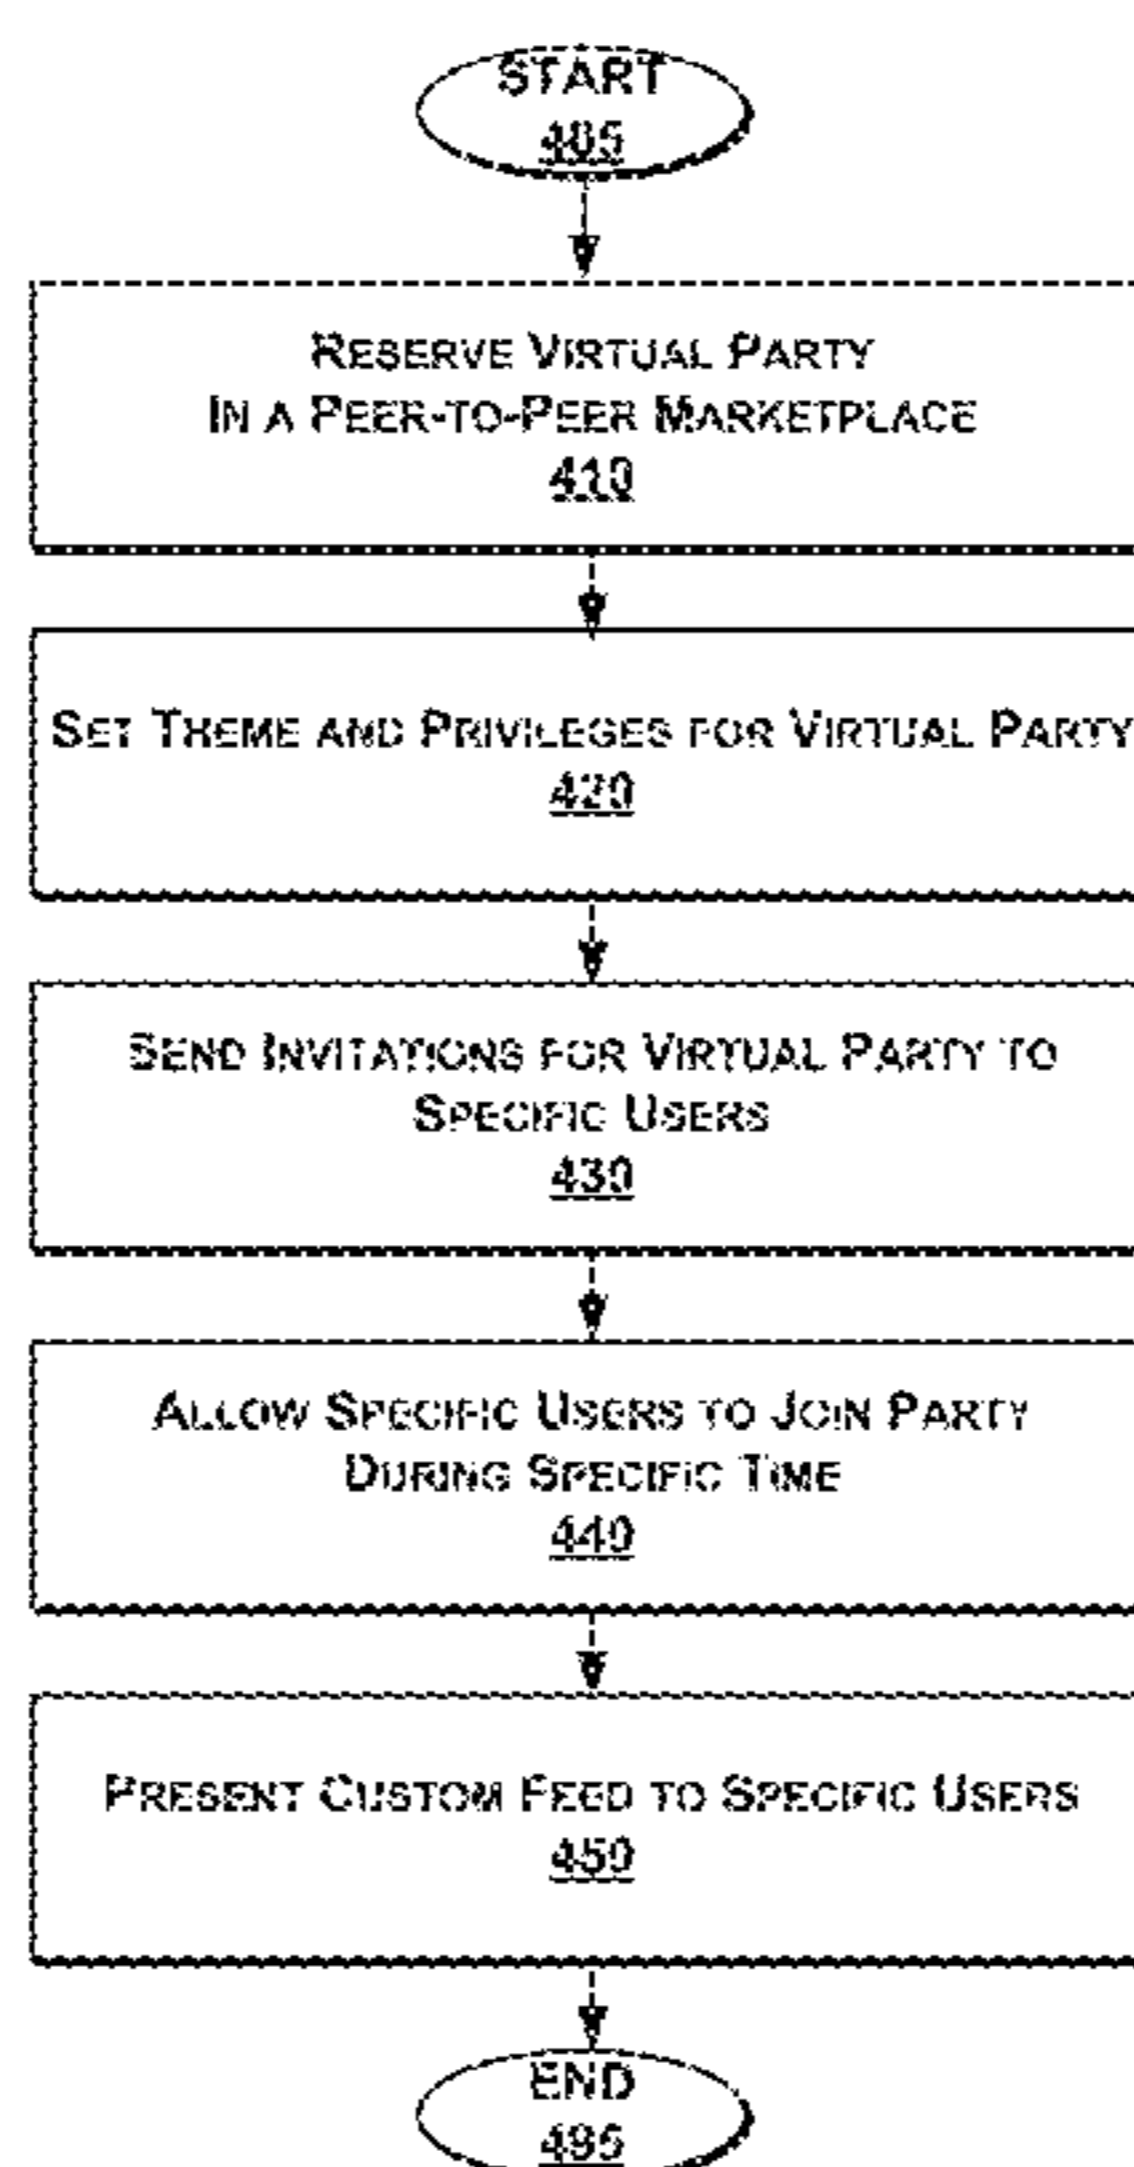 START
405
RESERVE VIRTUAL PARTY
IN A PEER-TO-PEER MARKETPLACE
410
SET THEME AND PRIVILEGES FOR VIRTUAL PARTY
420
SEND INVITATIONS FOR VIRTUAL PARTY TO
SPECIFIC USERS
430
ALLOW SPECIFIC USERS TO JOIN PARTY
DURING SPECIFIC TIME
440
PRESENT CUSTOM FEED TO SPECIFIC USERS
450
END
495